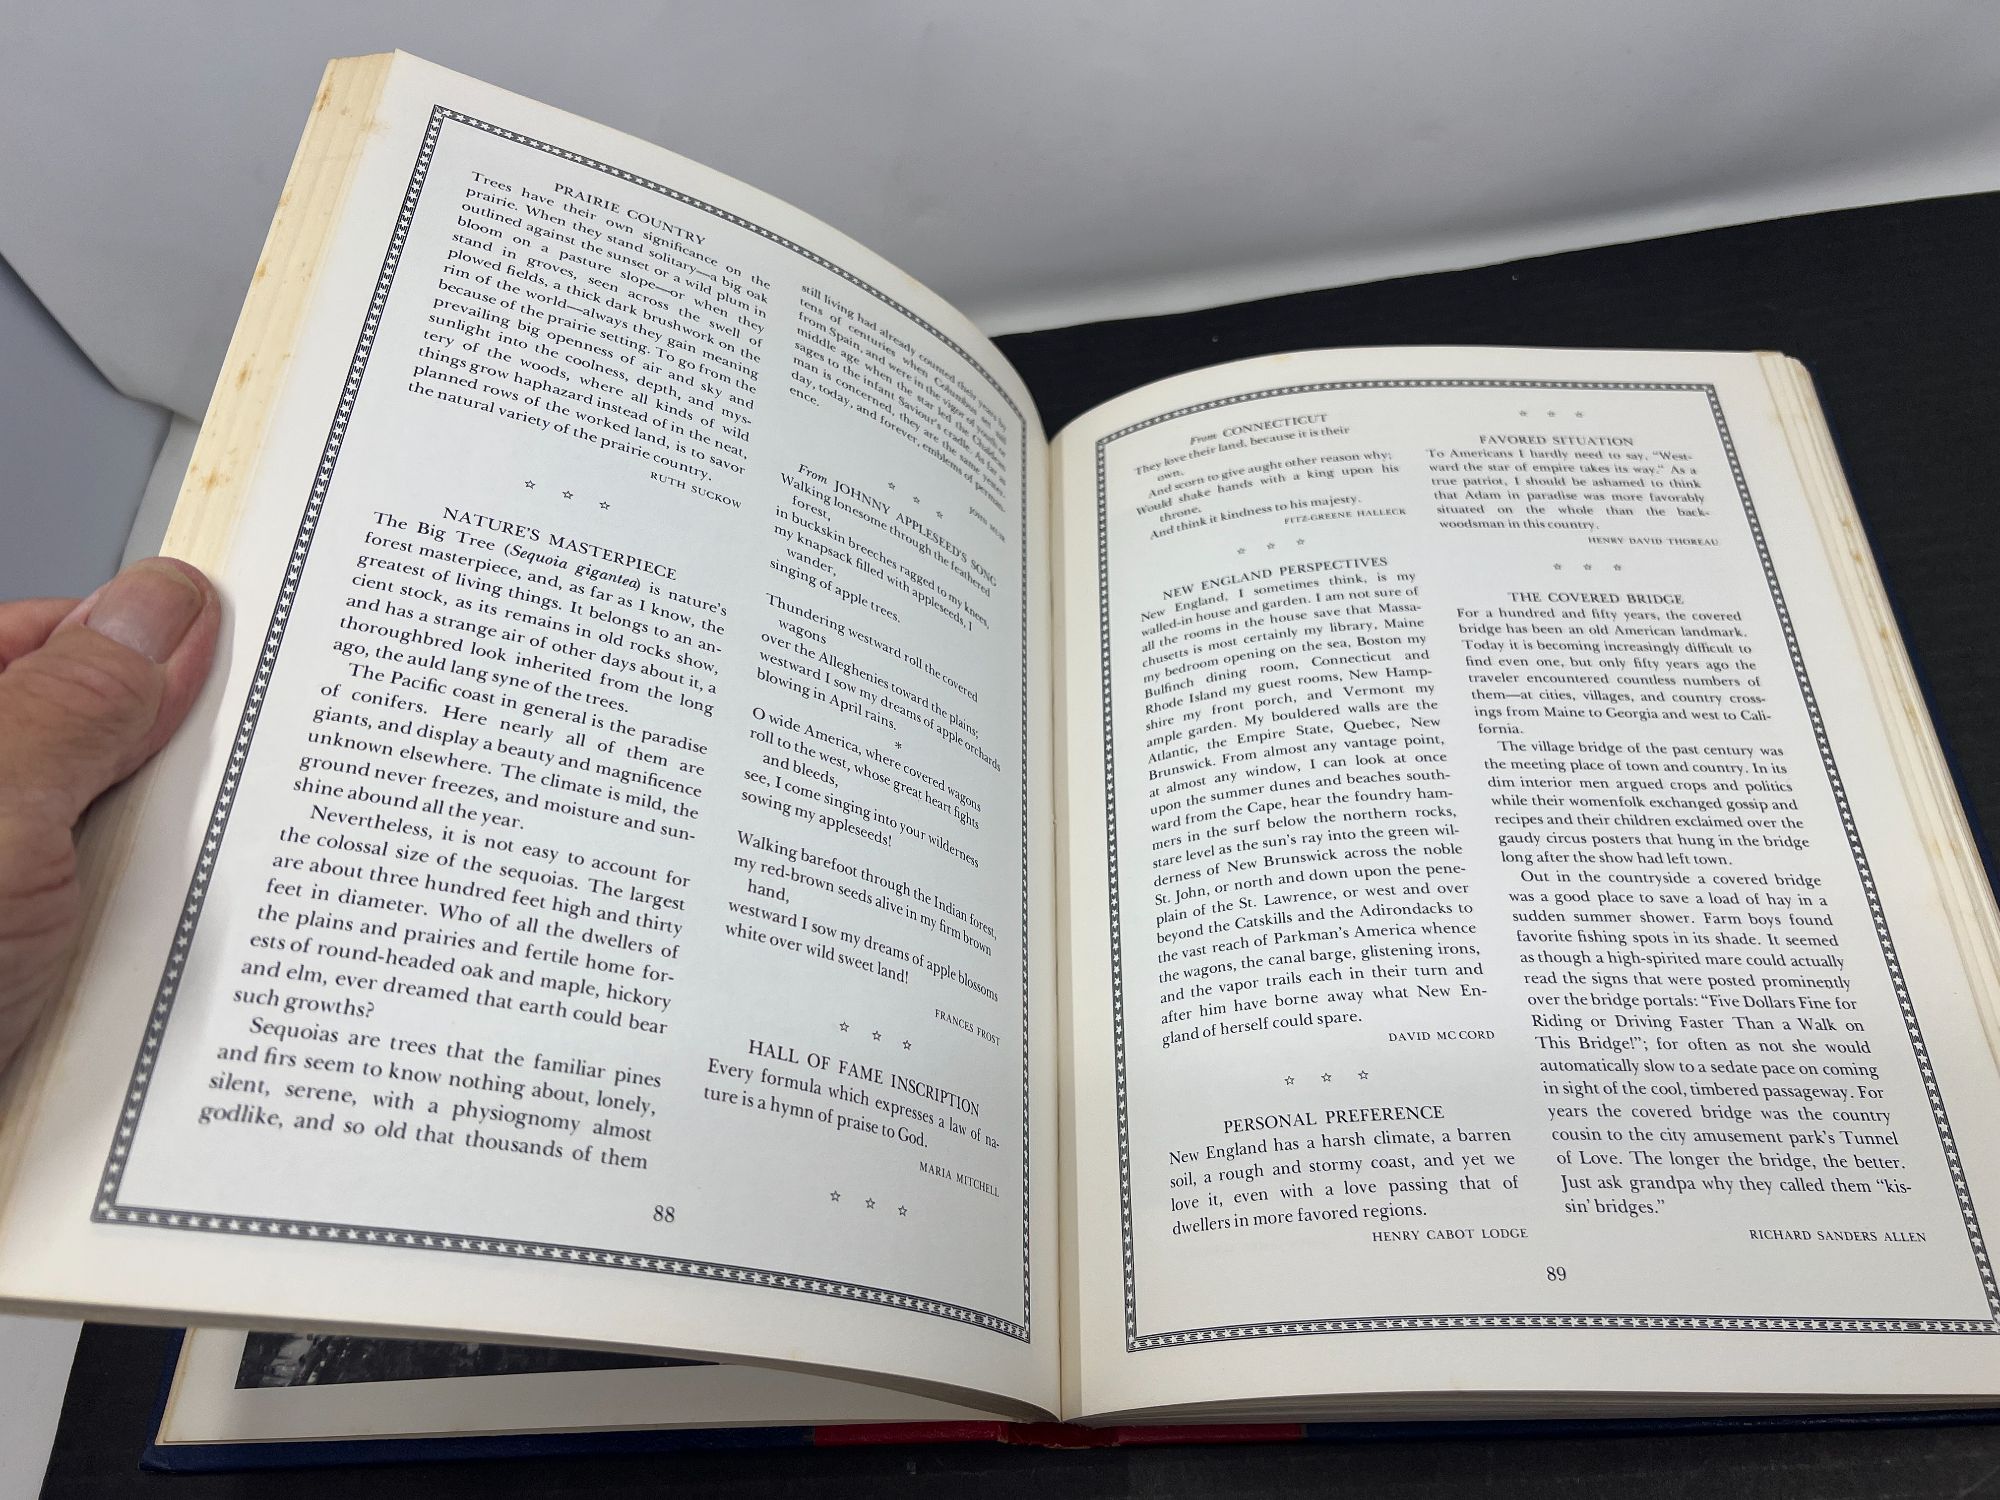 PRAIRIE COUNTRY
Trees have their own significance on the
prairie. When they stand solitary—a big oak
outlined against the sunset or a wild plum in
bloom on a pasture slope—or when they
stand in groves, seen across the swell of
plowed fields, a thick dark brushwork on the
rim of the world—always they gain meaning
because of the prairie setting. To go from the
prevailing big openness of air and sky and
sunlight into the coolness, depth, and mys-
tery of the woods, where all kinds of wild
things grow haphazard instead of in the neat,
planned rows of the worked land, is to savor
the natural variety of the prairie country.
RUTH SUCKOW
☆ ☆ ☆
NATURE'S MASTERPIECE
The Big Tree (Sequoia gigantea) is nature's
forest masterpiece, and, as far as I know, the
greatest of living things. It belongs to an an-
cient stock, as its remains in old rocks show,
and has a strange air of other days about it, a
thoroughbred look inherited from the long
ago, the auld lang syne of the trees.
The Pacific coast in general is the paradise
of conifers. Here nearly all of them are
giants, and display a beauty and magnificence
unknown elsewhere. The climate is mild, the
ground never freezes, and moisture and sun-
shine abound all the year.
Nevertheless, it is not easy to account for
the colossal size of the sequoias. The largest
are about three hundred feet high and thirty
feet in diameter. Who of all the dwellers of
the plains and prairies and fertile home for-
ests of round-headed oak and maple, hickory
and elm, ever dreamed that earth could bear
such growths?
Sequoias are trees that the familiar pines
and firs seem to know nothing about, lonely,
silent, serene, with a physiognomy almost
godlike, and so old that thousands of them
still living had already counted their years by
tens of centuries when Columbus set sail
from Spain, and were in the vigor of youth or
middle age when the star led the Chaldean
sages to the infant Saviour's cradle. As far as
man is concerned, they are the same yester-
day, today, and forever, emblems of perman-
ence.
JOHN MUIR
☆ ☆ ☆
From JOHNNY APPLESEED'S SONG
Walking lonesome through the feathered
forest,
in buckskin breeches ragged to my knees,
my knapsack filled with appleseeds, I
wander,
singing of apple trees.
Thundering westward roll the covered
wagons
over the Alleghenies toward the plains;
westward I sow my dreams of apple orchards
blowing in April rains.
*
O wide America, where covered wagons
roll to the west, whose great heart fights
and bleeds,
see, I come singing into your wilderness
sowing my appleseeds!
Walking barefoot through the Indian forest,
my red-brown seeds alive in my firm brown
hand,
westward I sow my dreams of apple blossoms
white over wild sweet land!
FRANCES FROST
☆ ☆ ☆
HALL OF FAME INSCRIPTION
Every formula which expresses a law of na-
ture is a hymn of praise to God.
MARIA MITCHELL
☆ ☆ ☆
88
From CONNECTICUT
They love their land, because it is their
own,
And scorn to give aught other reason why;
Would shake hands with a king upon his
throne,
And think it kindness to his majesty.
FITZ-GREENE HALLECK
☆ ☆ ☆
NEW ENGLAND PERSPECTIVES
New England, I sometimes think, is my
walled-in house and garden. I am not sure of
all the rooms in the house save that Massa-
chusetts is most certainly my library, Maine
my bedroom opening on the sea, Boston my
Bulfinch dining room, Connecticut and
Rhode Island my guest rooms, New Hamp-
shire my front porch, and Vermont my
ample garden. My bouldered walls are the
Atlantic, the Empire State, Quebec, New
Brunswick. From almost any vantage point,
at almost any window, I can look at once
upon the summer dunes and beaches south-
ward from the Cape, hear the foundry ham-
mers in the surf below the northern rocks,
stare level as the sun's ray into the green wil-
derness of New Brunswick across the noble
St. John, or north and down upon the pene-
plain of the St. Lawrence, or west and over
beyond the Catskills and the Adirondacks to
the vast reach of Parkman's America whence
the wagons, the canal barge, glistening irons,
and the vapor trails each in their turn and
after him have borne away what New En-
gland of herself could spare.
DAVID MCCORD
☆ ☆ ☆
PERSONAL PREFERENCE
New England has a harsh climate, a barren
soil, a rough and stormy coast, and yet we
love it, even with a love passing that of
dwellers in more favored regions.
HENRY CABOT LODGE
☆ ☆ ☆
FAVORED SITUATION
To Americans I hardly need to say, "West-
ward the star of empire takes its way." As a
true patriot, I should be ashamed to think
that Adam in paradise was more favorably
situated on the whole than the back-
woodsman in this country.
HENRY DAVID THOREAU
☆ ☆ ☆
THE COVERED BRIDGE
For a hundred and fifty years, the covered
bridge has been an old American landmark.
Today it is becoming increasingly difficult to
find even one, but only fifty years ago the
traveler encountered countless numbers of
them—at cities, villages, and country cross-
ings from Maine to Georgia and west to Cali-
fornia.
The village bridge of the past century was
the meeting place of town and country. In its
dim interior men argued crops and politics
while their womenfolk exchanged gossip and
recipes and their children exclaimed over the
gaudy circus posters that hung in the bridge
long after the show had left town.
Out in the countryside a covered bridge
was a good place to save a load of hay in a
sudden summer shower. Farm boys found
favorite fishing spots in its shade. It seemed
as though a high-spirited mare could actually
read the signs that were posted prominently
over the bridge portals: "Five Dollars Fine for
Riding or Driving Faster Than a Walk on
This Bridge!"; for often as not she would
automatically slow to a sedate pace on coming
in sight of the cool, timbered passageway. For
years the covered bridge was the country
cousin to the city amusement park's Tunnel
of Love. The longer the bridge, the better.
Just ask grandpa why they called them "kis-
sin' bridges."
RICHARD SANDERS ALLEN
89